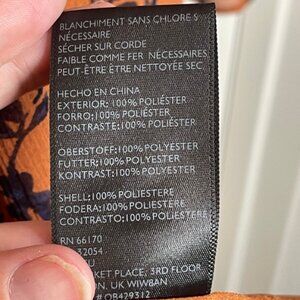 BLANCHIMENT SANS CHLORE S
NÉCESSAIRE
SÉCHER SUR CORDE
FAIBLE COMME FER NÉCESSAIRES
PEUT-ÊTRE ÊTRE NETTOYÉE SEC
HECHO EN CHINA
EXTERIOR: 100% POLIÉSTER
FORRO: 100% POLIÉSTER
CONTRASTE: 100% POLIÉSTER
OBERSTOFF: 100% POLYESTER
FUTTER: 100% POLYESTER
KONTRAST: 100% POLYESTER
SHELL: 100% POLIESTERE
FODERA: 100% POLIESTERE
CONTRASTO: 100% POLIESTERE
RN 66170
32054
KET PLACE, 3RD FLOOR
N, UK W1W8AN
# OB429312